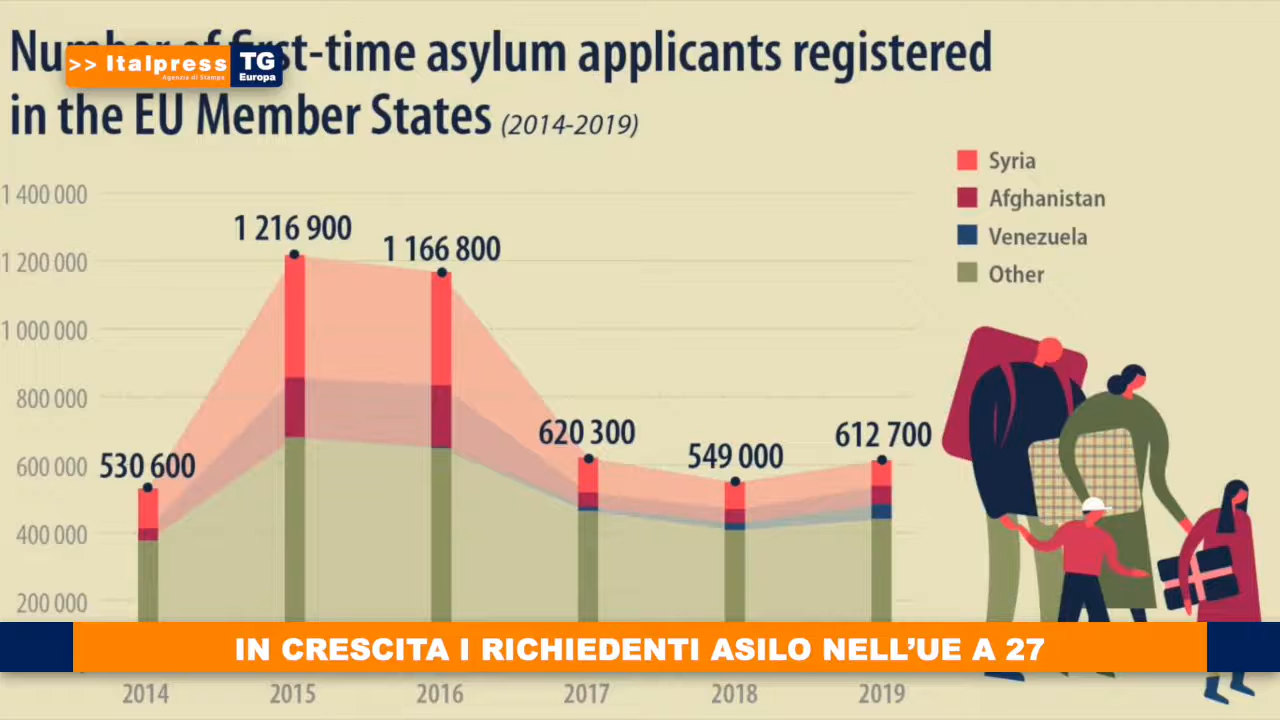 Number of first-time asylum applicants registered
>> Italpress
Agenzia di Stampa
TG
Europa
in the EU Member States (2014-2019)
Syria
Afghanistan
Venezuela
Other
1 400 000
1 200 000
1 000 000
800 000
600 000
400 000
200 000
530 600
1 216 900
1 166 800
620 300
549 000
612 700
IN CRESCITA I RICHIEDENTI ASILO NELL’UE A 27
2014
2015
2016
2017
2018
2019